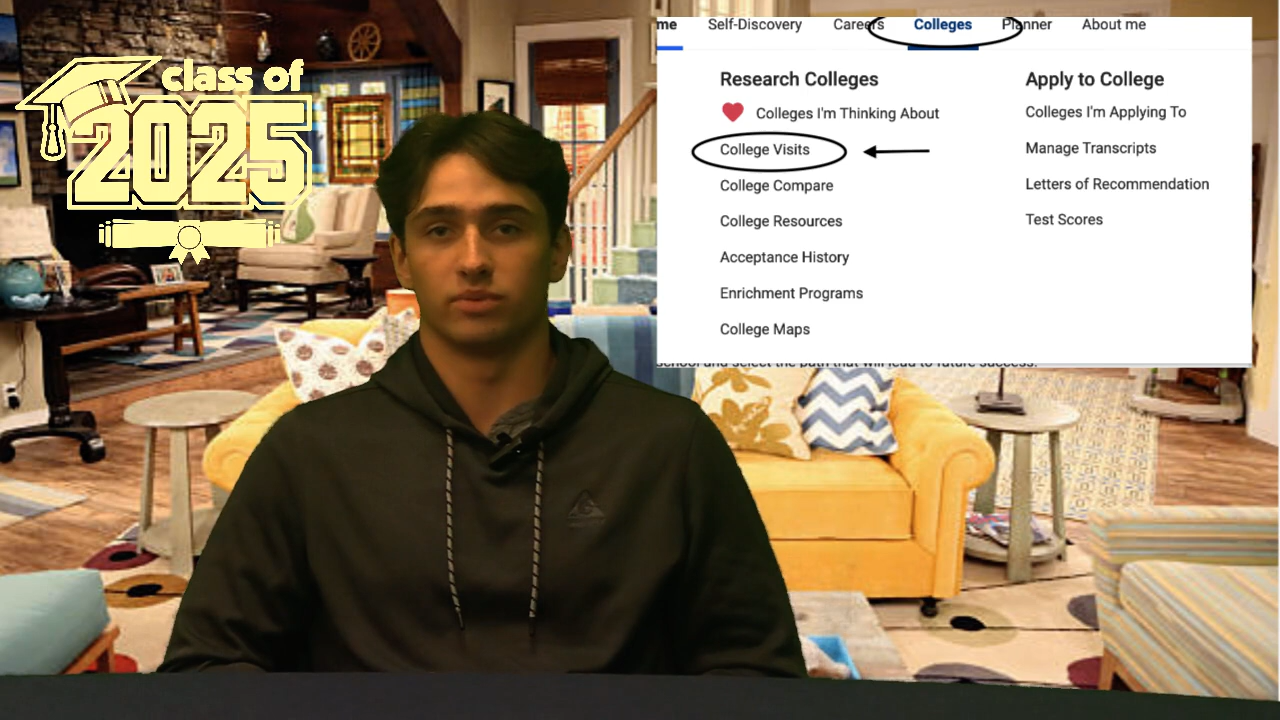 class of
2025
me Self-Discovery Careers Colleges Planner About me
Research Colleges
Colleges I'm Thinking About
College Visits
College Compare
College Resources
Acceptance History
Enrichment Programs
College Maps
Apply to College
Colleges I'm Applying To
Manage Transcripts
Letters of Recommendation
Test Scores
school and select the path that will lead to future success.